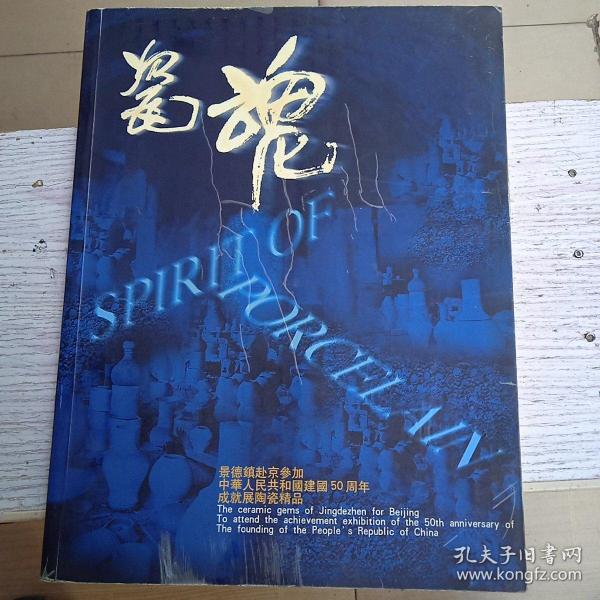 瓷魂
SPIRIT OF
PORCELAIN
景德鎮赴京參加
中華人民共和國建國50周年
成就展陶瓷精品
The ceramic gems of Jingdezhen for Beijing
To attend the achievement exhibition of the 50th anniversary of
The founding of the People's Republic of China
孔夫子旧书网
www.kongfz.com